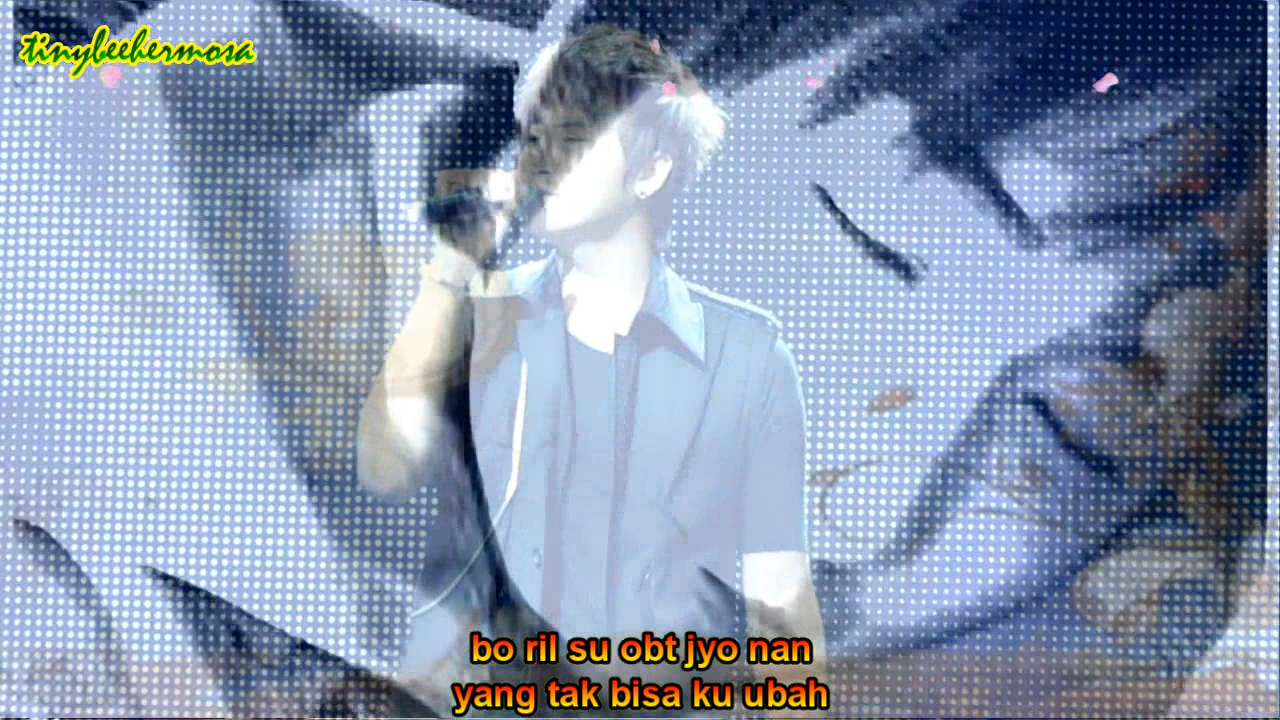 tinybeehermosa
bo ril su obt jyo nan
yang tak bisa ku ubah